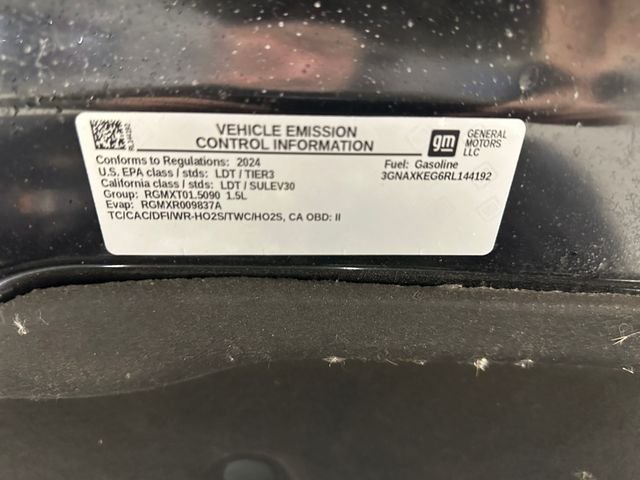 VEHICLE EMISSION
CONTROL INFORMATION
gm
GENERAL
MOTORS
LLC
Conforms to Regulations: 2024
U.S. EPA class / stds: LDT / TIER3
California class / stds: LDT / SULEV30
Group: RGMXT01.5090 1.5L
Evap: RGMXR009837A
TC/CAC/DFI/WR-HO2S/TWC/HO2S, CA OBD: II
Fuel: Gasoline
3GNAXKEG6RL144192